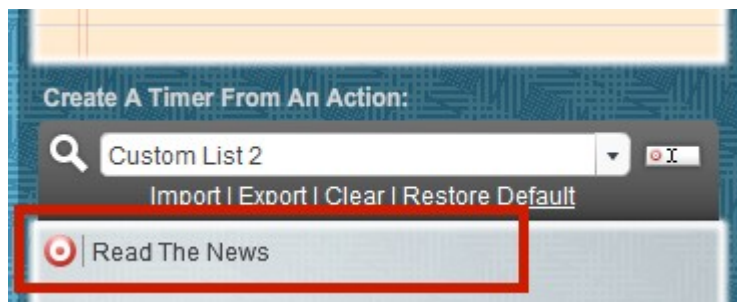 Create A Timer From An Action:
Custom List 2
Import | Export | Clear | Restore Default
Read The News